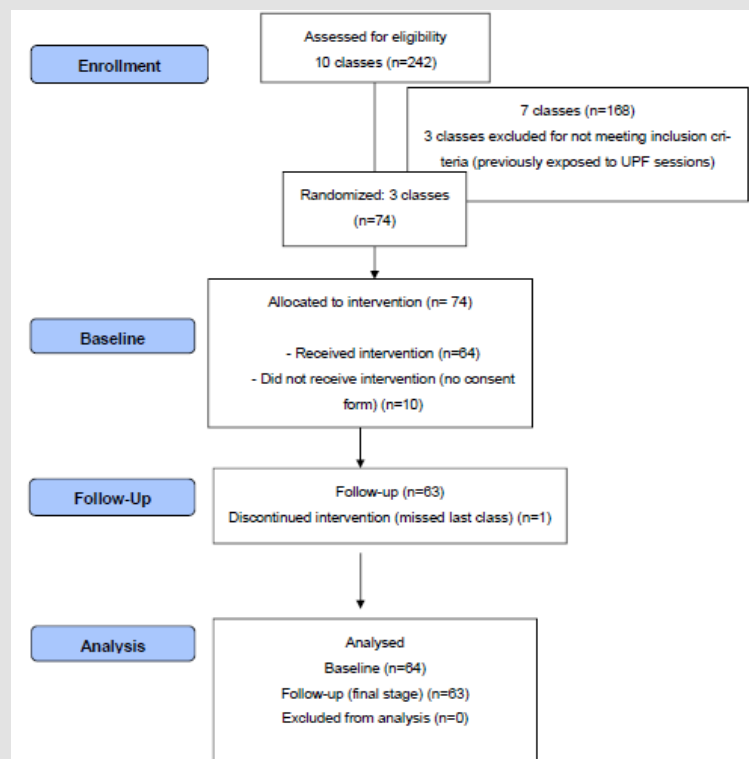 Assessed for eligibility
10 classes (n=242)
Enrollment
7 classes (n=168)
3 classes excluded for not meeting inclusion cri-
teria (previously exposed to UPF sessions)
Randomized: 3 classes
(n=74)
Allocated to intervention (n= 74)
Baseline
- Received intervention (n=64)
- Did not receive intervention (no consent
form) (n=10)
Follow-Up
Follow-up (n=63)
Discontinued intervention (missed last class) (n=1)
Analysis
Analysed
Baseline (n=64)
Follow-up (final stage) (n=63)
Excluded from analysis (n=0)